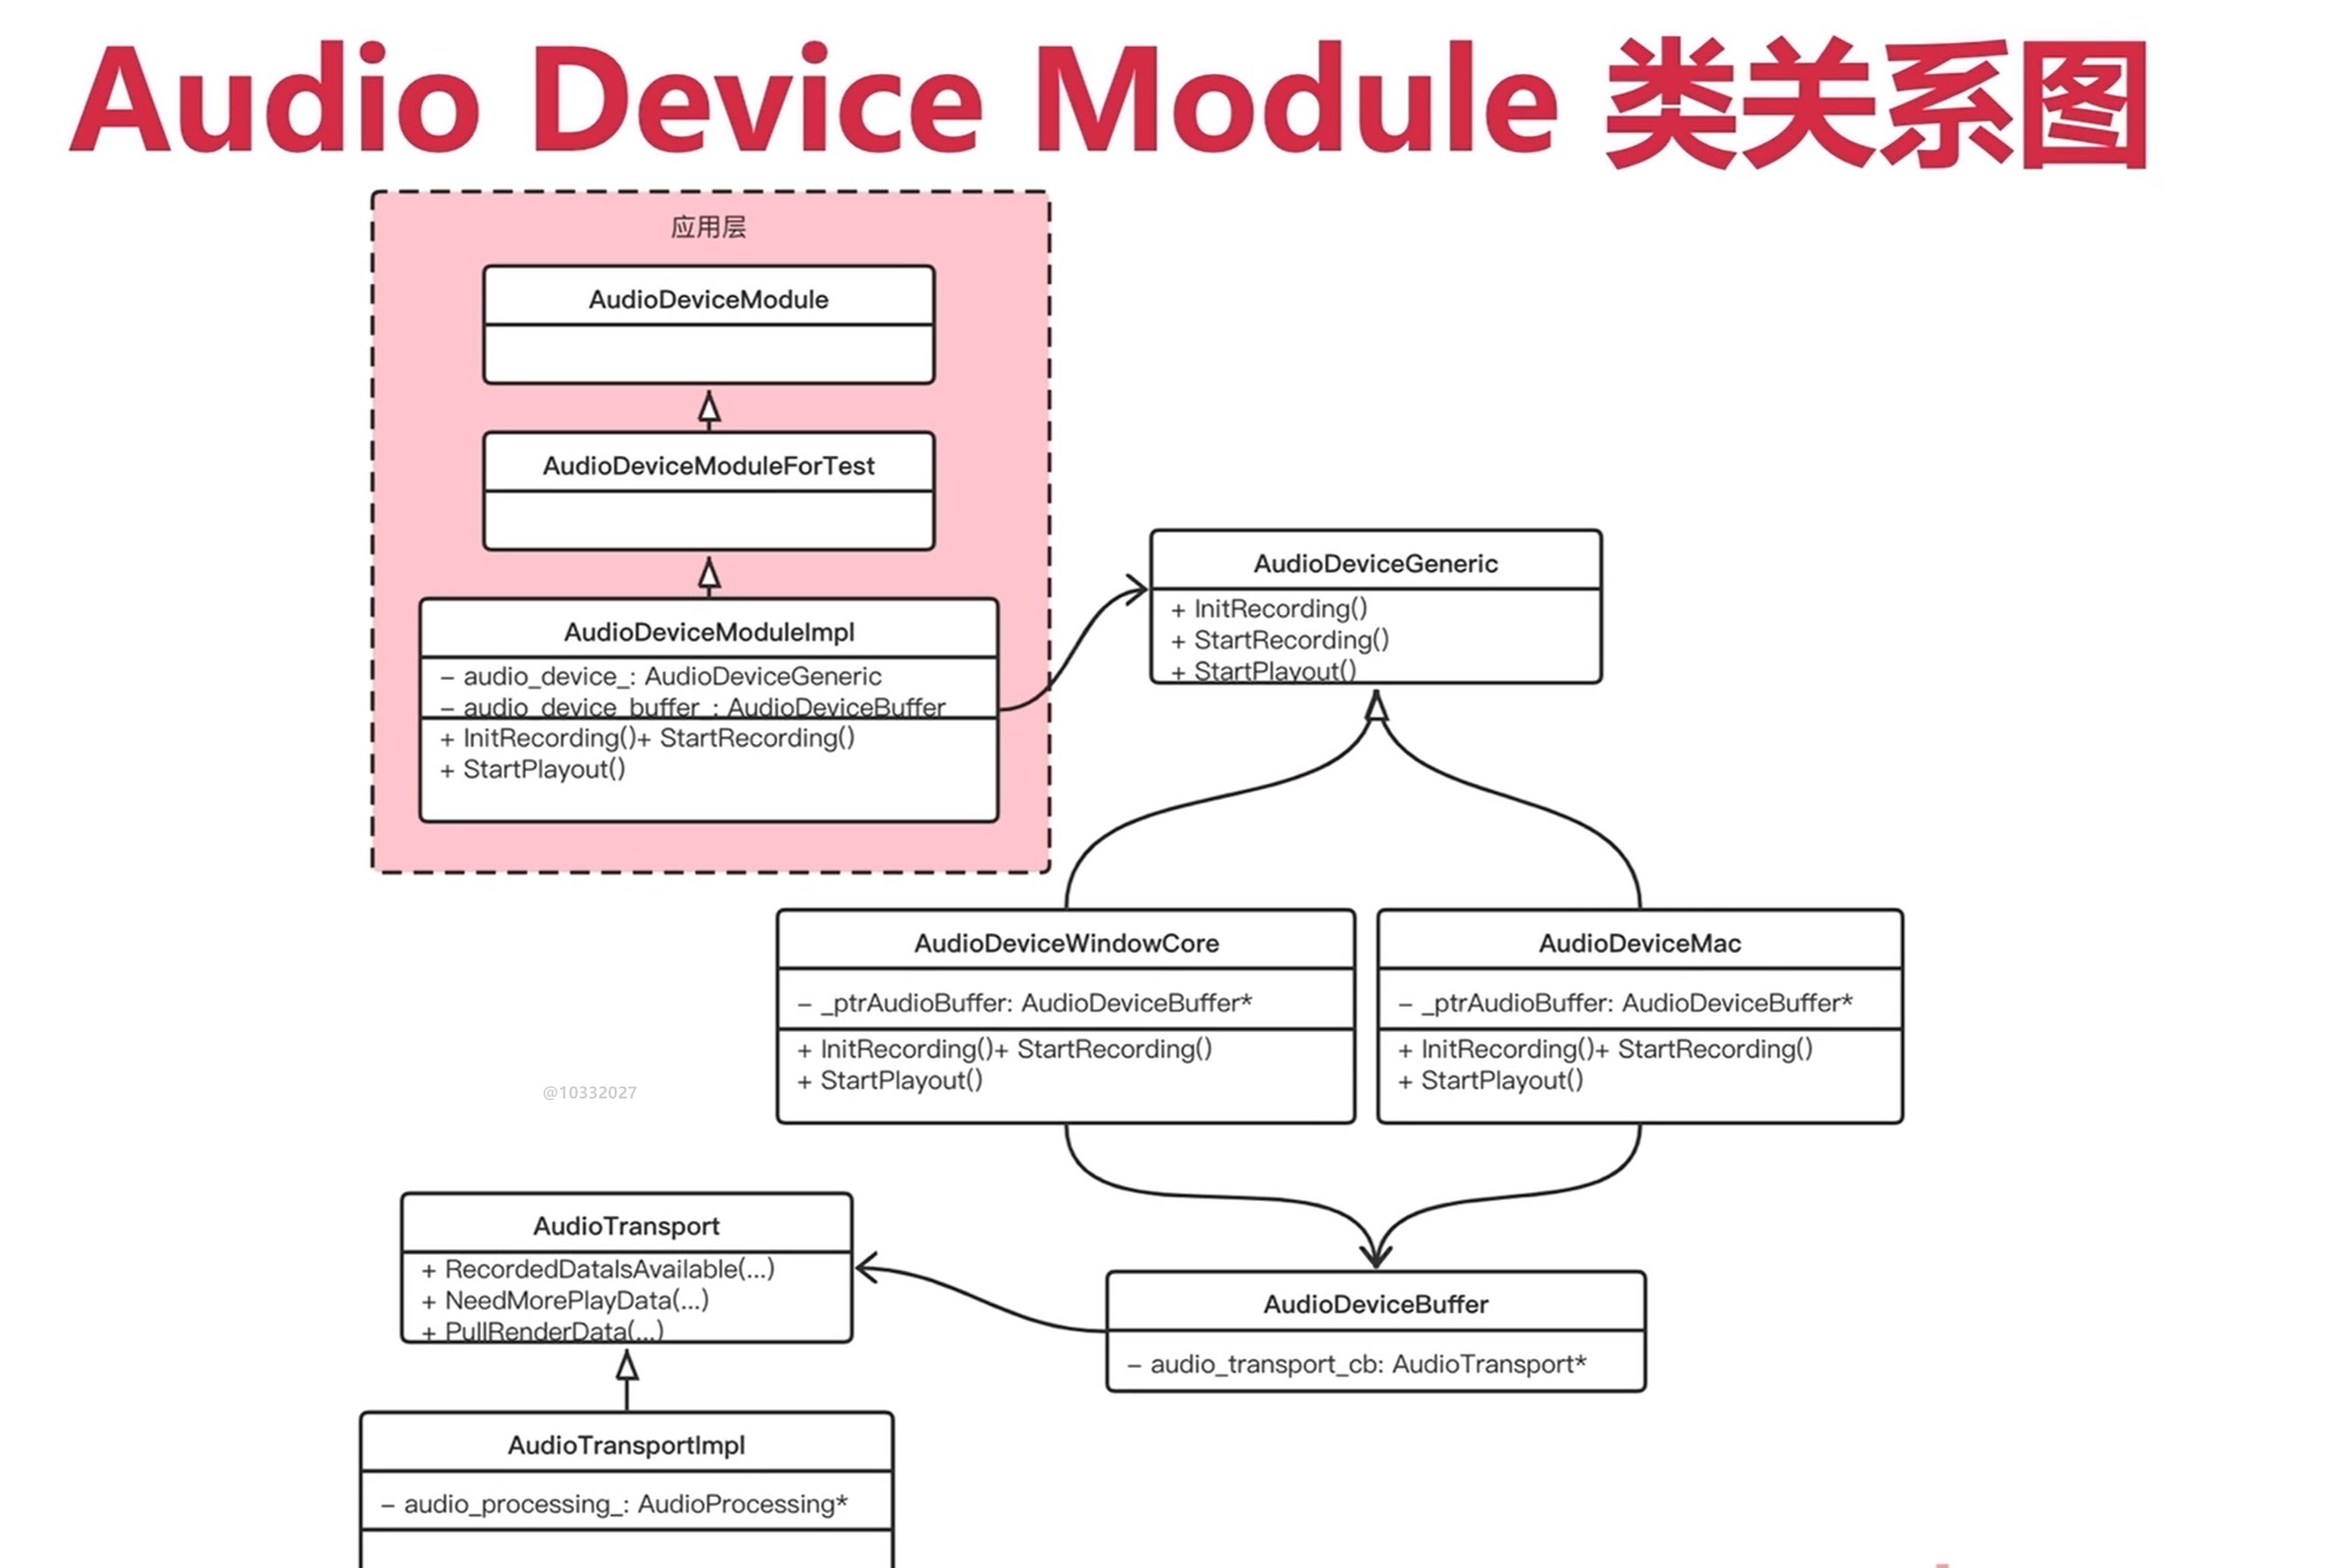 Audio Device Module 类关系图
应用层
AudioDeviceModule
AudioDeviceModuleForTest
AudioDeviceModuleImpl
– audio_device_: AudioDeviceGeneric
– audio_device_buffer_: AudioDeviceBuffer
+ InitRecording()+ StartRecording()
+ StartPlayout()
AudioDeviceGeneric
+ InitRecording()
+ StartRecording()
+ StartPlayout()
AudioDeviceWindowCore
– _ptrAudioBuffer: AudioDeviceBuffer*
+ InitRecording()+ StartRecording()
+ StartPlayout()
AudioDeviceMac
– _ptrAudioBuffer: AudioDeviceBuffer*
+ InitRecording()+ StartRecording()
+ StartPlayout()
@10332027
AudioTransport
+ RecordedDataIsAvailable(...)
+ NeedMorePlayData(...)
+ PullRenderData(...)
AudioDeviceBuffer
– audio_transport_cb: AudioTransport*
AudioTransportImpl
– audio_processing_: AudioProcessing*